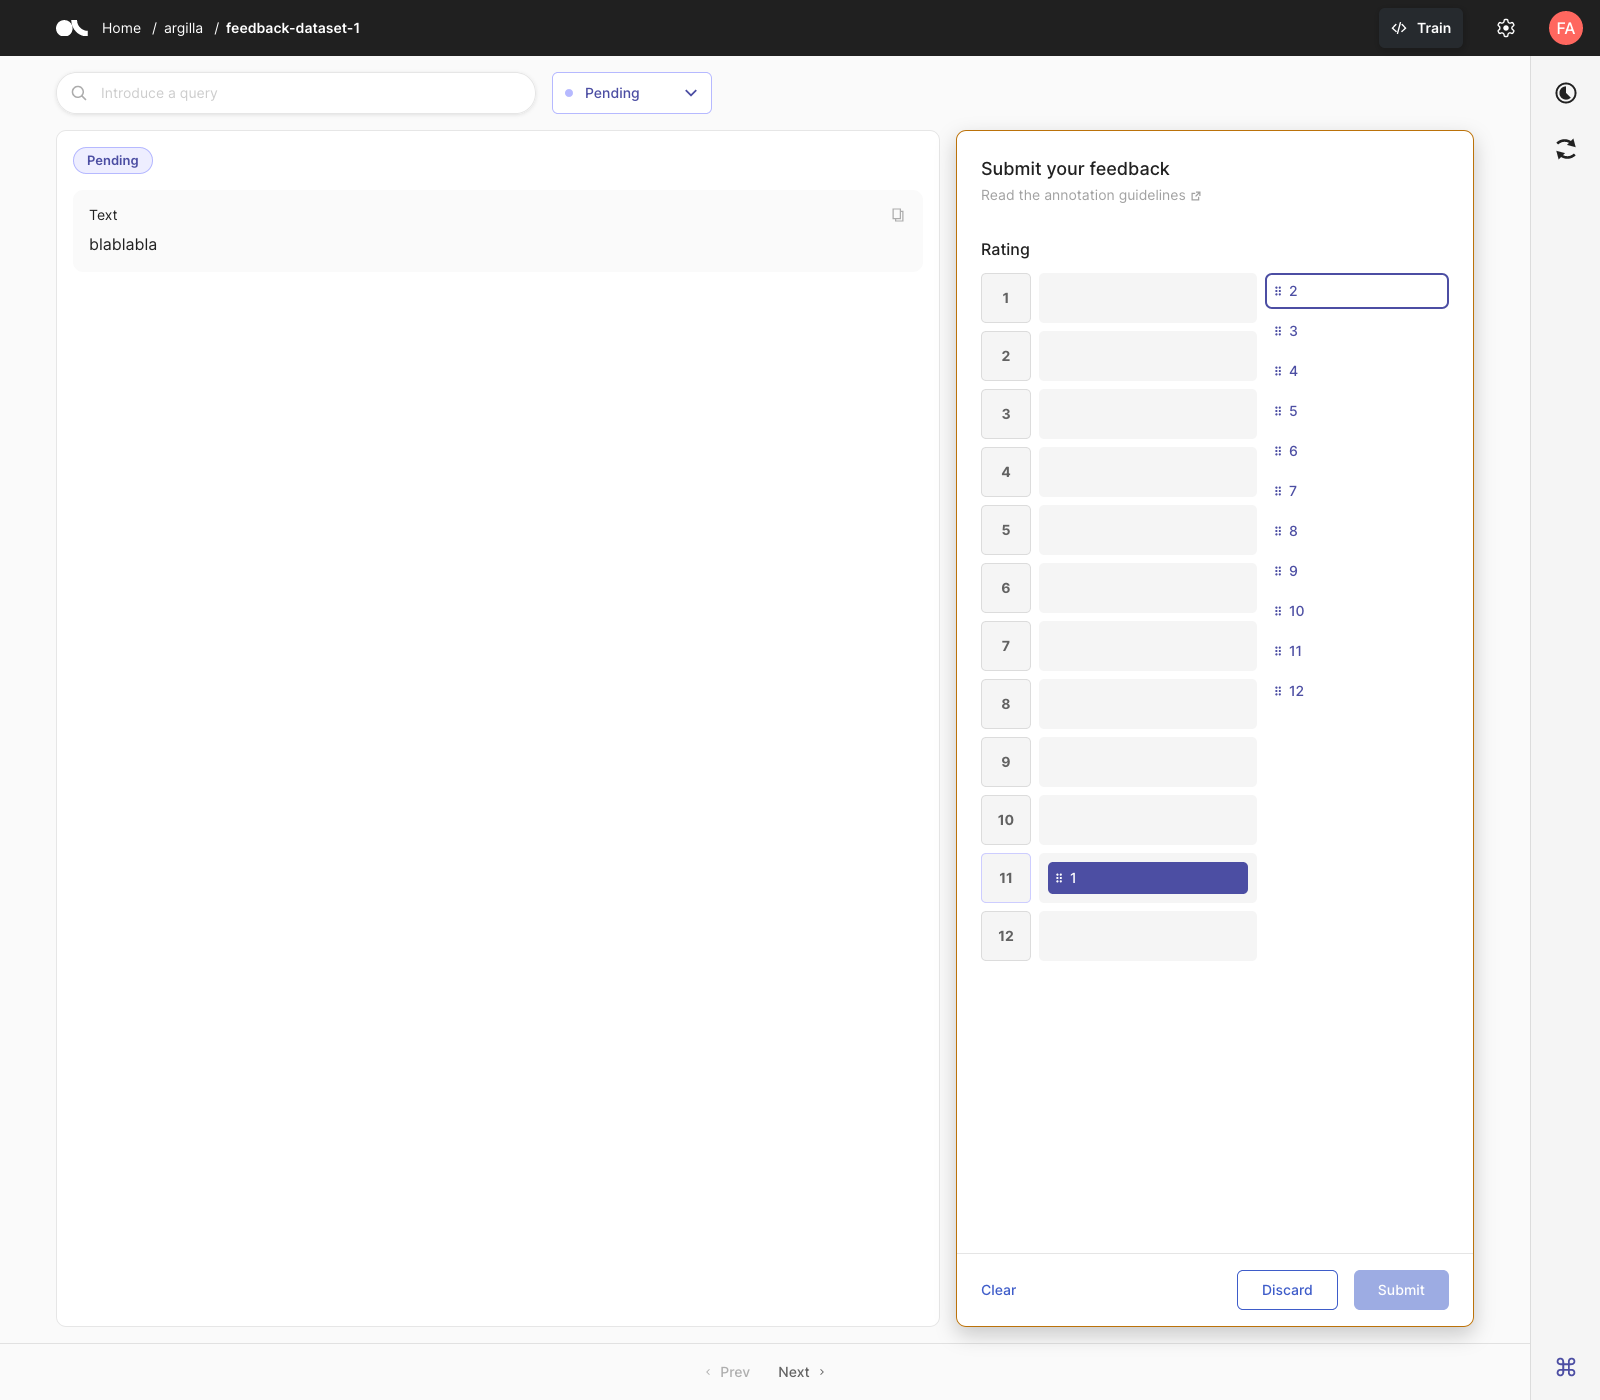 Home / argilla / feedback-dataset-1
Train
FA
Introduce a query
Pending
Pending
Text
blablabla
Submit your feedback
Read the annotation guidelines
Rating
1
2
3
4
5
6
7
8
9
10
11
1
12
2
3
4
5
6
7
8
9
10
11
12
Clear
Discard
Submit
Prev
Next